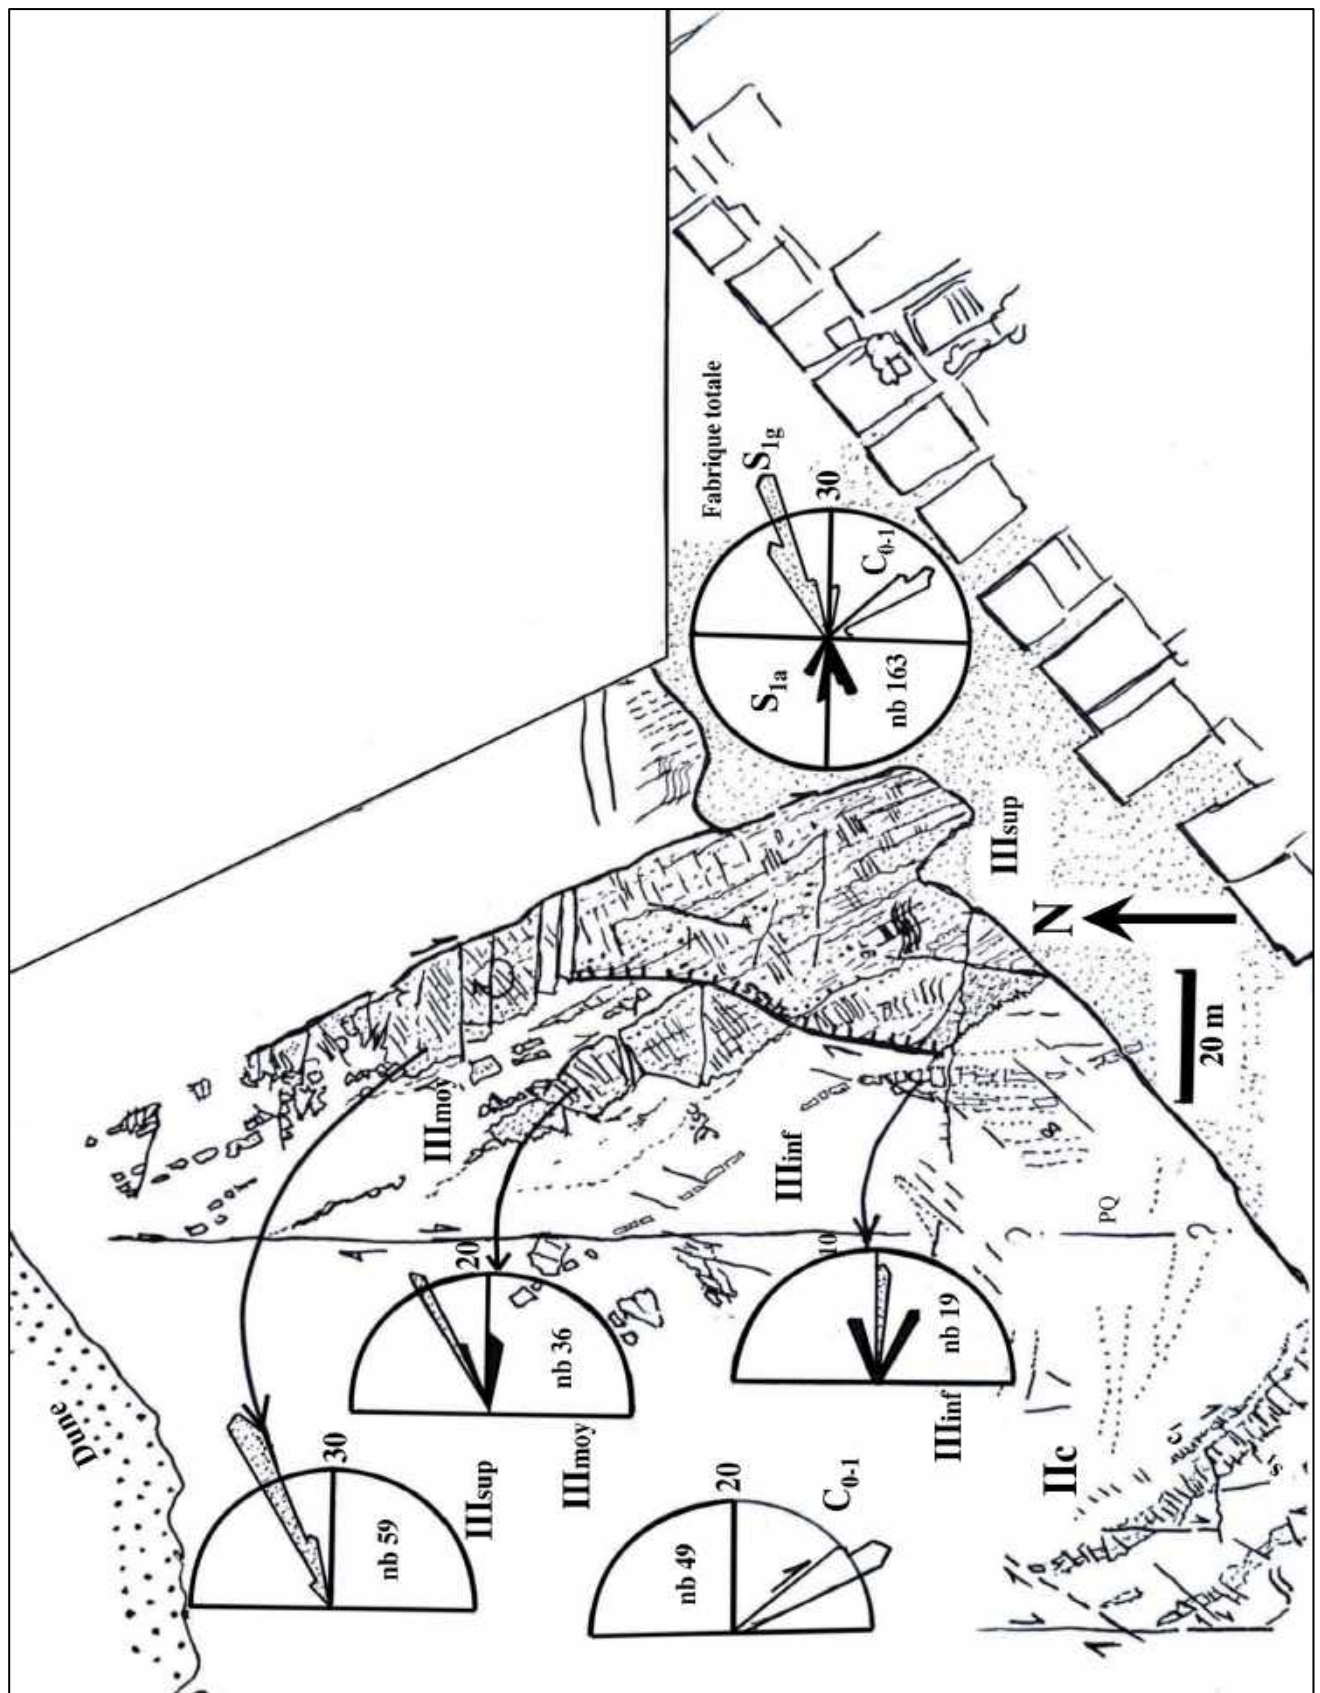 Fabrique totale
S1g
30
C0-1
S1a
nb 163
IIIsup
N
20 m
IIImoy
IIIinf
PQ
20
nb 36
10
nb 19
Dune
30
nb 59
IIIsup
IIImoy
IIIinf
20
nb 49
C0-1
IIc